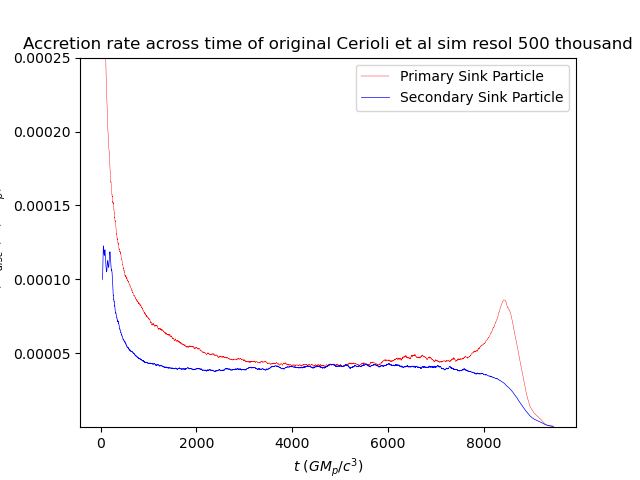 Accretion rate across time of original Cerioli et al sim resol 500 thousand
0.00025
0.00020
0.00015
0.00010
0.00005
Primary Sink Particle
Secondary Sink Particle
0 2000 4000 6000 8000
t (GM_p/c^3)